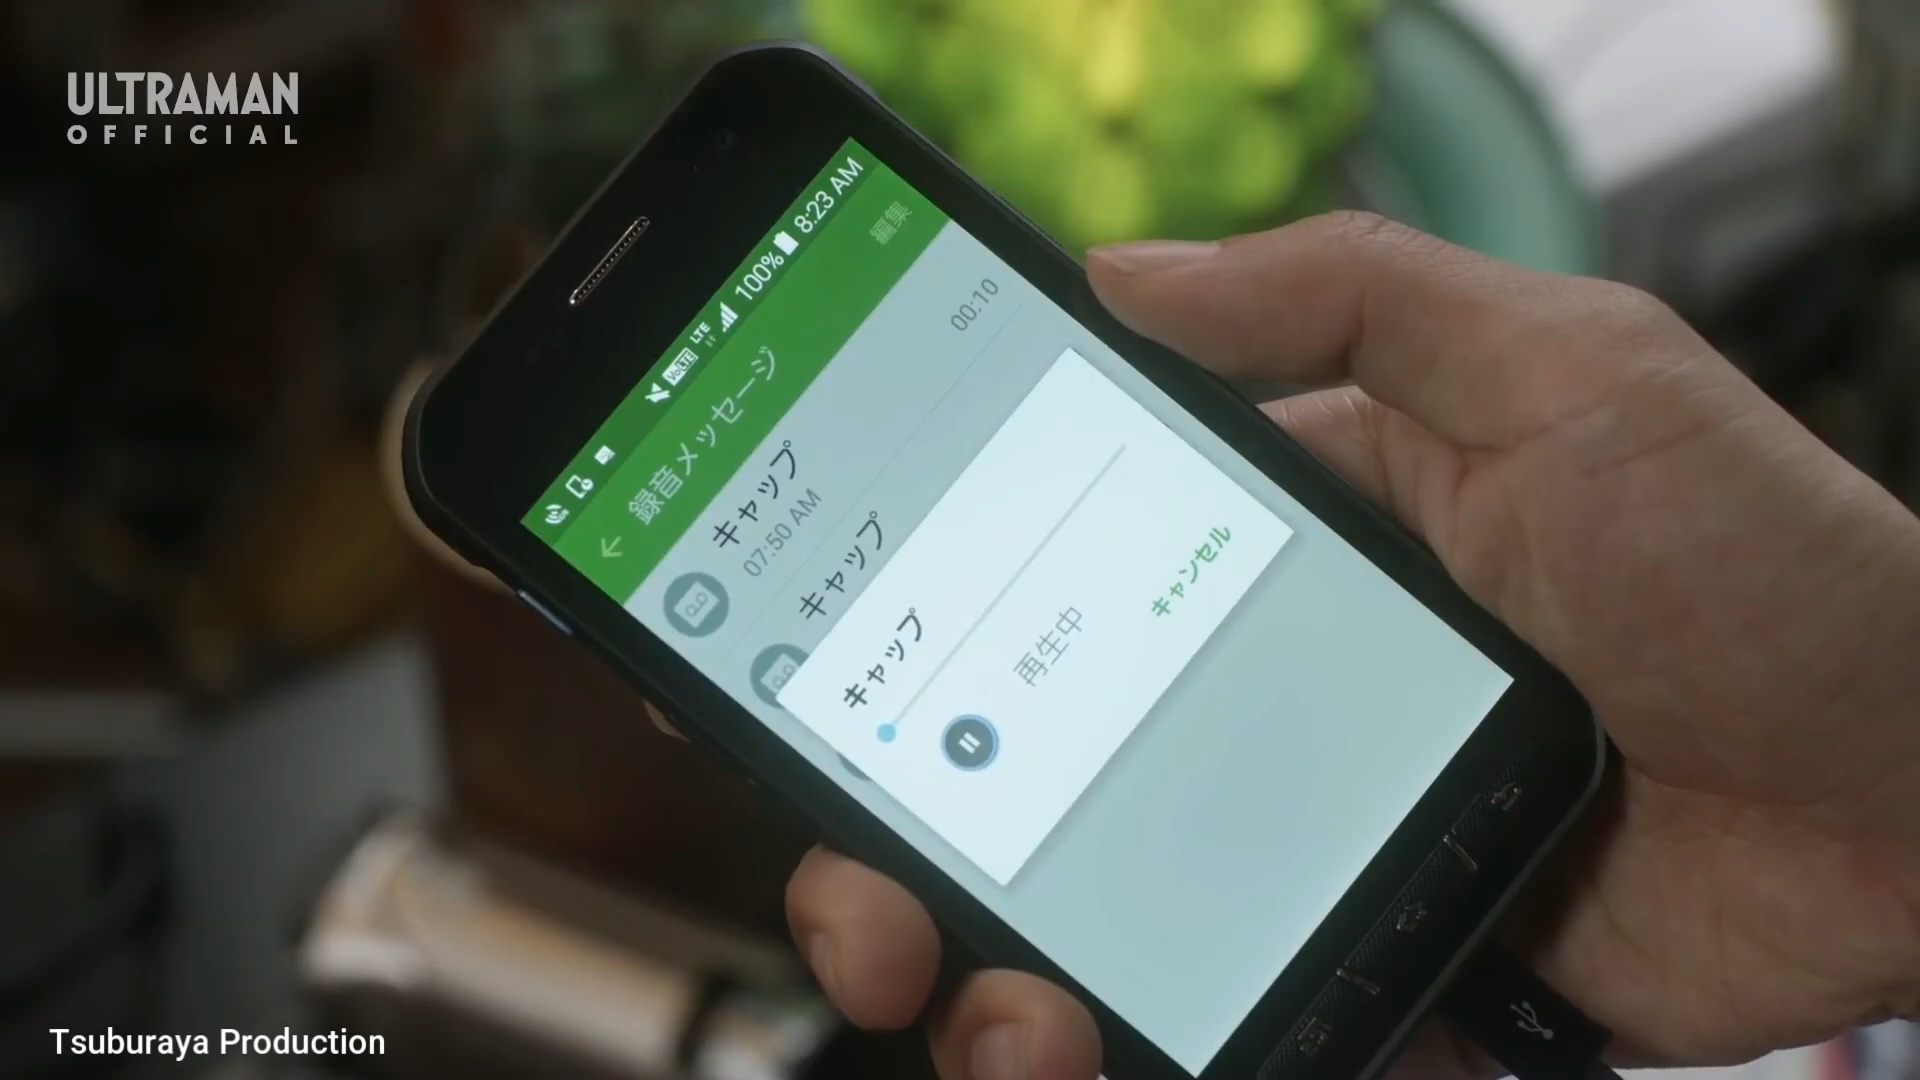 ULTRAMAN
OFFICIAL
VoLTE LTE 100% 8:23 AM
← 録音メッセージ 編集
キャップ
07:50 AM 00:10
キャップ
キャップ
再生中
キャンセル
Tsuburaya Production